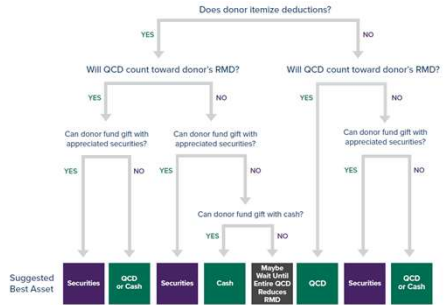 Does donor itemize deductions?
YES
NO
Will QCD count toward donor's RMD?
Will QCD count toward donor's RMD?
YES
NO
YES
NO
Can donor fund gift with
appreciated securities?
Can donor fund gift with
appreciated securities?
Can donor fund gift with
appreciated securities?
YES
NO
YES
NO
YES
NO
Can donor fund gift with cash?
YES
NO
Suggested
Best Asset
Securities
QCD
or Cash
Securities
Cash
Maybe
Wait Until
Entire QCD
Reduces
RMD
QCD
Securities
QCD
or Cash